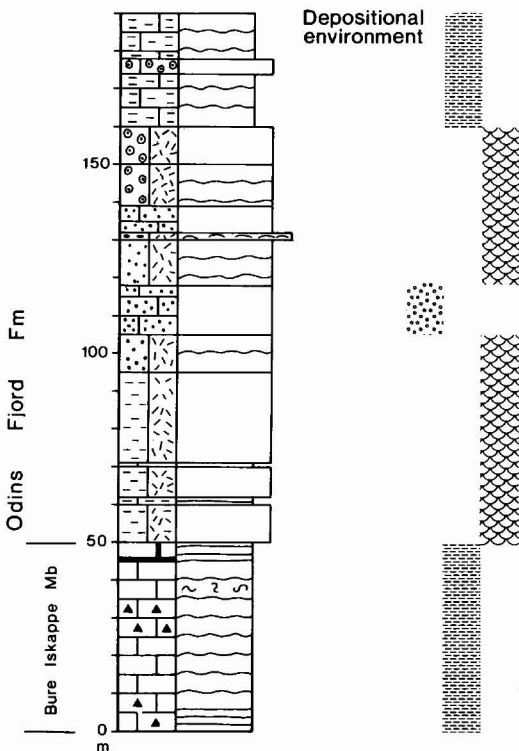 Depositional
environment
150
100
50
0
m
Odins Fjord Fm
Bure Iskappe Mb